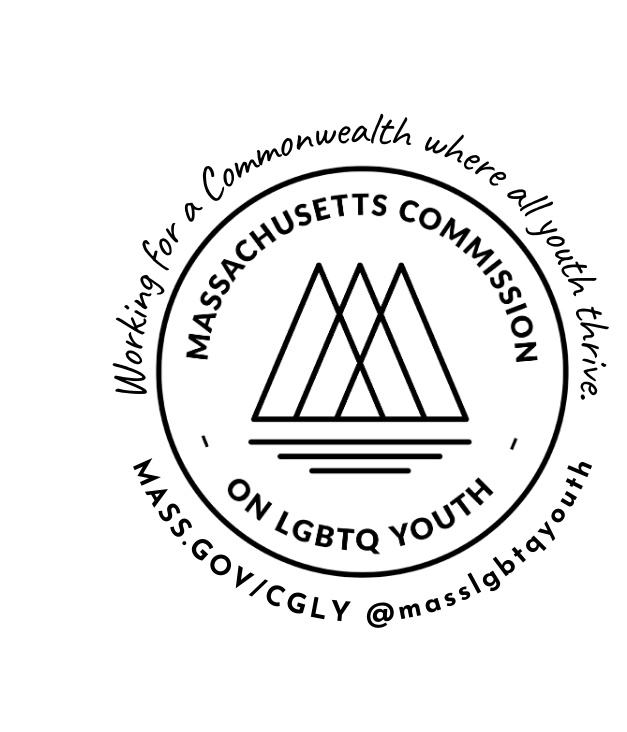 Working for a Commonwealth where all youth thrive.
MASSACHUSETTS COMMISSION
- ON LGBTQ YOUTH -
MASS.GOV/CGLY @masslgbtqyouth